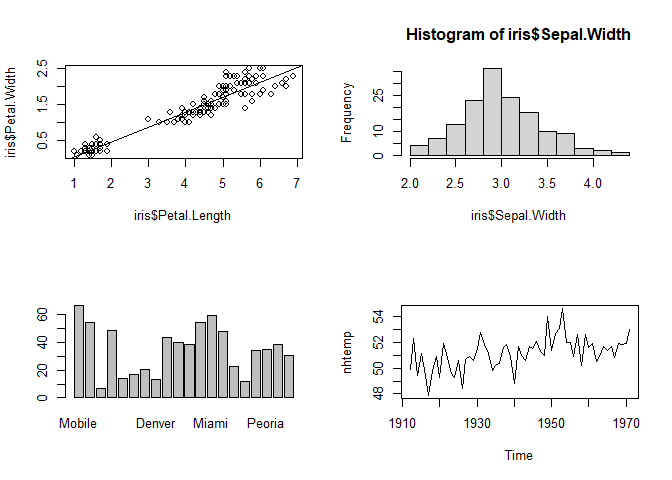 iris$Petal.Width
0.5 1.5 2.5
1 2 3 4 5 6 7
iris$Petal.Length
Histogram of iris$Sepal.Width
Frequency
0 10 25
2.0 2.5 3.0 3.5 4.0
iris$Sepal.Width
0 20 40 60
Mobile Denver Miami Peoria
nhtemp
48 50 52 54
1910 1930 1950 1970
Time